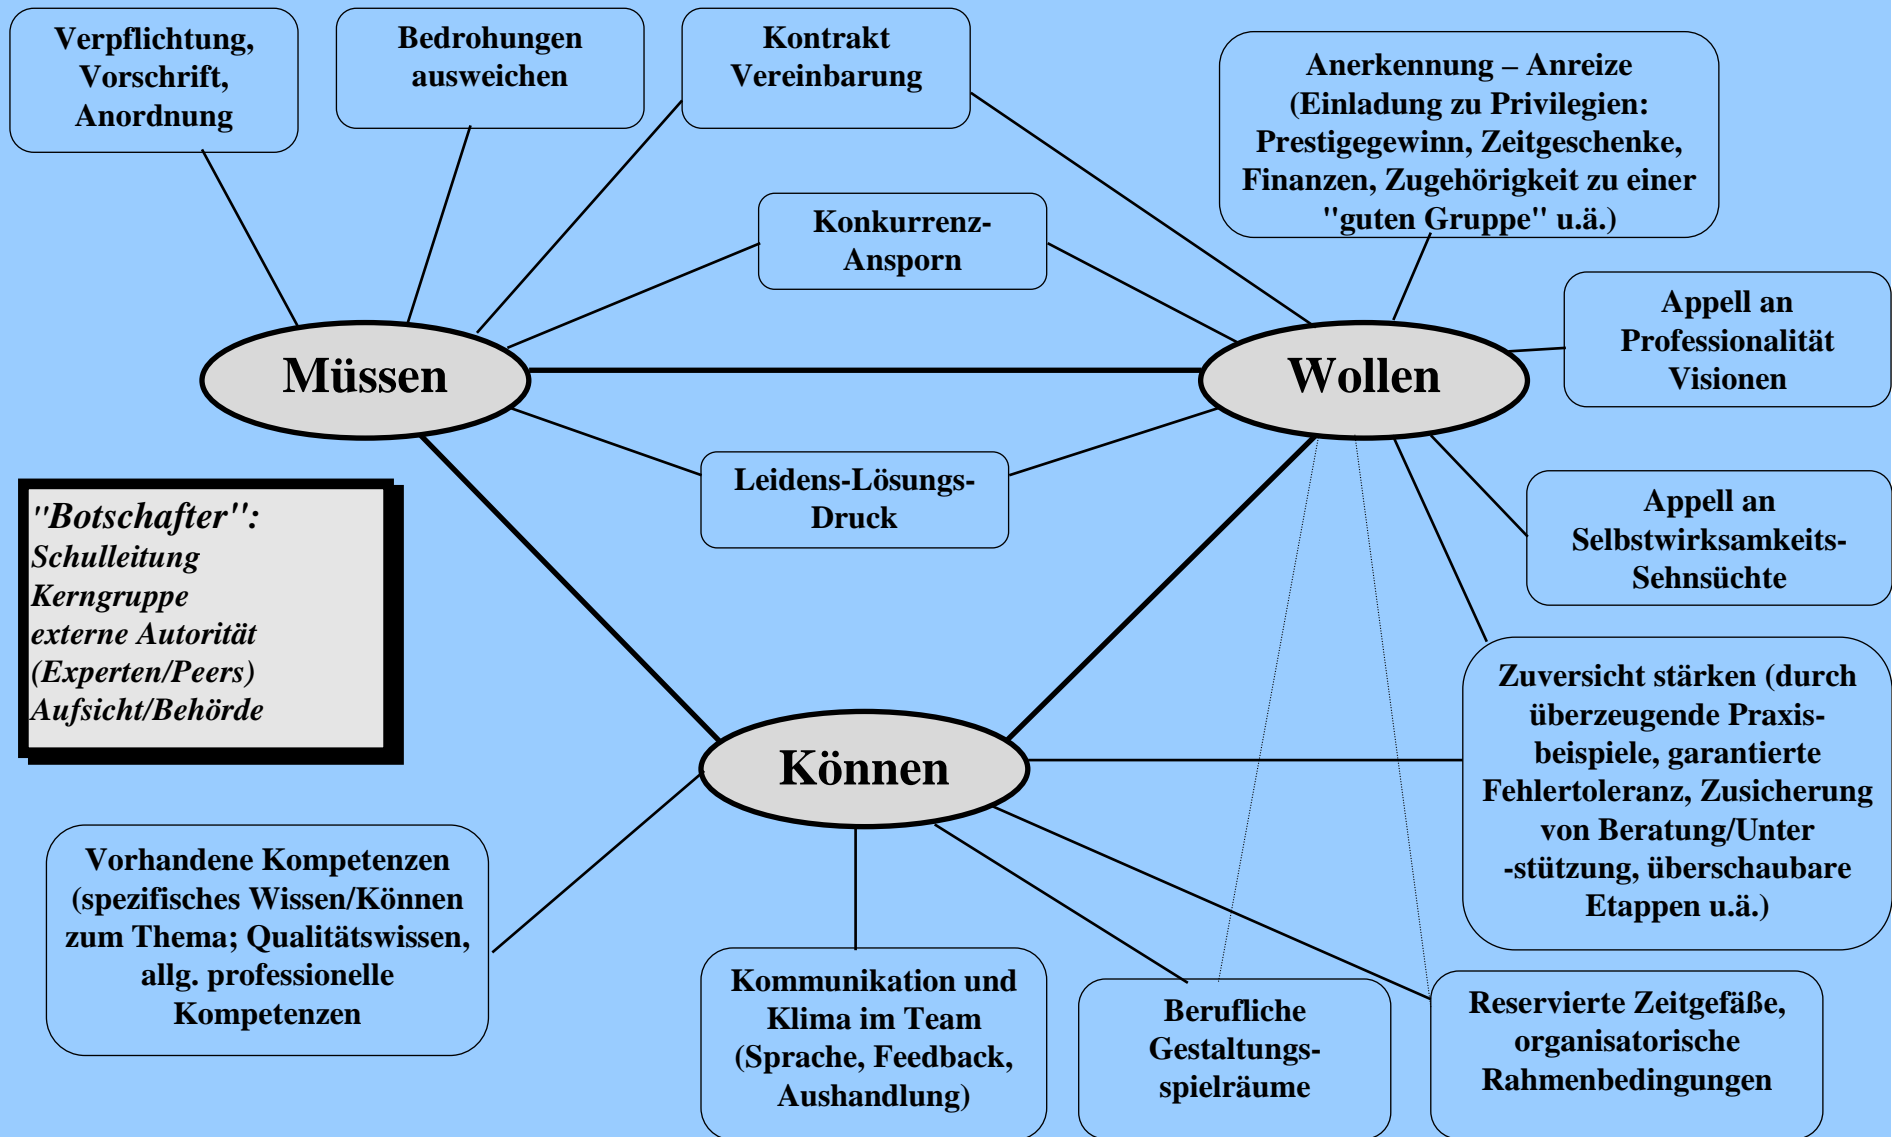 Verpflichtung,
Vorschrift,
Anordnung
Bedrohungen
ausweichen
Kontrakt
Vereinbarung
Anerkennung – Anreize
(Einladung zu Privilegien:
Prestigegewinn, Zeitgeschenke,
Finanzen, Zugehörigkeit zu einer
"guten Gruppe" u.ä.)
Konkurrenz-
Ansporn
Appell an
Professionalität
Visionen
Müssen
Wollen
Leidens-Lösungs-
Druck
Appell an
Selbstwirksamkeits-
Sehnsüchte
"Botschafter":
Schulleitung
Kerngruppe
externe Autorität
(Experten/Peers)
Aufsicht/Behörde
Zuversicht stärken (durch
überzeugende Praxis-
beispiele, garantierte
Fehlertoleranz, Zusicherung
von Beratung/Unter
-stützung, überschaubare
Etappen u.ä.)
Können
Vorhandene Kompetenzen
(spezifisches Wissen/Können
zum Thema; Qualitätswissen,
allg. professionelle
Kompetenzen
Kommunikation und
Klima im Team
(Sprache, Feedback,
Aushandlung)
Berufliche
Gestaltungs-
spielräume
Reservierte Zeitgefäße,
organisatorische
Rahmenbedingungen